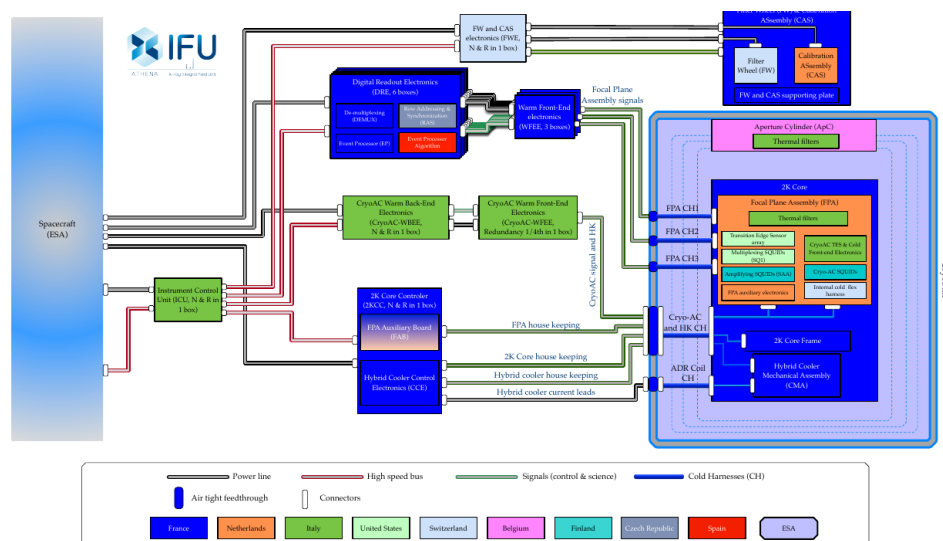 IFU
ATHENA
FW and CAS
electronics (FWE,
N & R in 1 box)
ASsembly (CAS)
Filter
Wheel (FW)
Calibration
ASsembly
(CAS)
FW and CAS supporting plate
Digital Readout Electronics
(DRE, 6 boxes)
De-multiplexing
(DEMUX)
Row Addressing &
Synchronization
(RAS)
Event Processor (EP)
Event Processor
Algorithm
Warm Front-End
electronics
(WFEE, 3 boxes)
Focal Plane
Assembly signals
Aperture Cylinder (ApC)
Thermal filters
Spacecraft
(ESA)
CryoAC Warm Back-End
Electronics
(CryoAC-WBEE,
N & R in 1 box)
CryoAC Warm Front-End
Electronics
(CryoAC-WFEE,
Redundancy 1/4th in 1 box)
CryoAC signal and HK
FPA CH1
FPA CH2
FPA CH3
2K Core
Focal Plane Assembly (FPA)
Thermal filters
Transition Edge Sensor
array
Multiplexing SQUIDs
(SQ1)
Amplifying SQUIDs (SAA)
FPA auxiliary electronics
CryoAC TES & Cold
Front-end Electronics
Cryo-AC SQUIDs
Internal cold flex
harness
Instrument Control
Unit (ICU, N & R in
1 box)
2K Core Controler
(2KCC, N & R in 1 box)
FPA Auxiliary Board
(FAB)
Hybrid Cooler Control
Electronics (CCE)
FPA house keeping
2K Core house keeping
Hybrid cooler house keeping
Hybrid cooler current leads
Cryo-AC
and HK CH
ADR Coil
CH
2K Core Frame
Hybrid Cooler
Mechanical Assembly
(CMA)
Power line
High speed bus
Signals (control & science)
Cold Harnesses (CH)
Air tight feedthrough
Connectors
France
Netherlands
Italy
United States
Switzerland
Belgium
Finland
Czech Republic
Spain
ESA